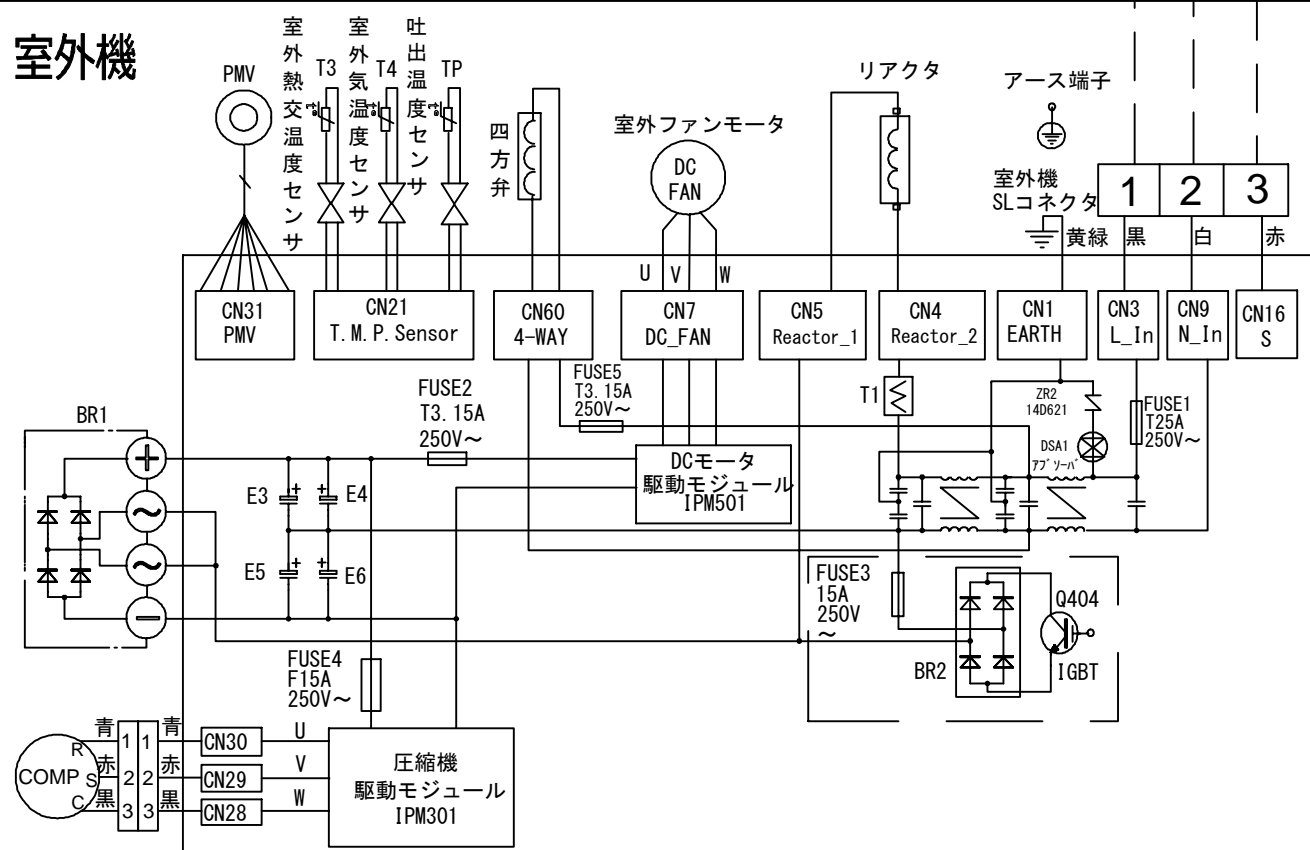 室外機
PMV
室外熱交温度センサ
T3
室外気温度センサ
T4
吐出温度センサ
TP
四方弁
室外ファンモータ
DC
FAN
リアクタ
アース端子
室外機
SLコネクタ
1
2
3
黄緑
黒
白
赤
U
V
W
CN31
PMV
CN21
T.M.P.Sensor
CN60
4-WAY
CN7
DC_FAN
CN5
Reactor_1
CN4
Reactor_2
CN1
EARTH
CN3
L_In
CN9
N_In
CN16
S
FUSE2
T3.15A
250V~
FUSE5
T3.15A
250V~
T1
ZR2
14D621
DSA1
アブソーバ
FUSE1
T25A
250V~
BR1
+
~
~
-
E3
+
+
E4
E5
+
+
E6
DCモータ
駆動モジュール
IPM501
FUSE3
15A
250V
~
BR2
Q404
IGBT
FUSE4
F15A
250V~
COMP
R
S
C
青
赤
黒
1
2
3
1
2
3
青
赤
黒
CN30
CN29
CN28
U
V
W
圧縮機
駆動モジュール
IPM301